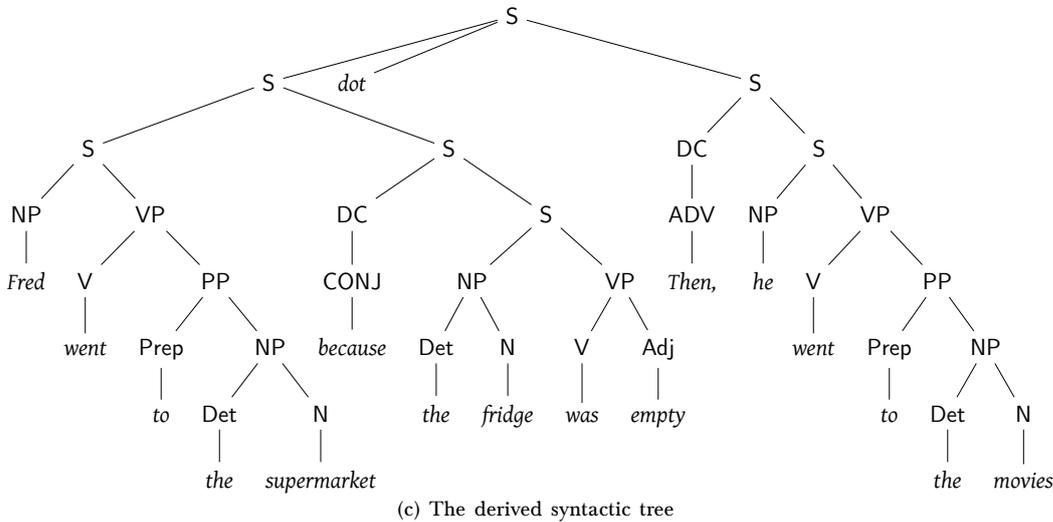 S
S dot S
S S DC S
NP VP DC S ADV NP VP
Fred V PP CONJ NP VP Then, he V PP
went Prep NP because Det N V Adj went Prep NP
to Det N the fridge was empty to Det N
the supermarket the movies
(c) The derived syntactic tree